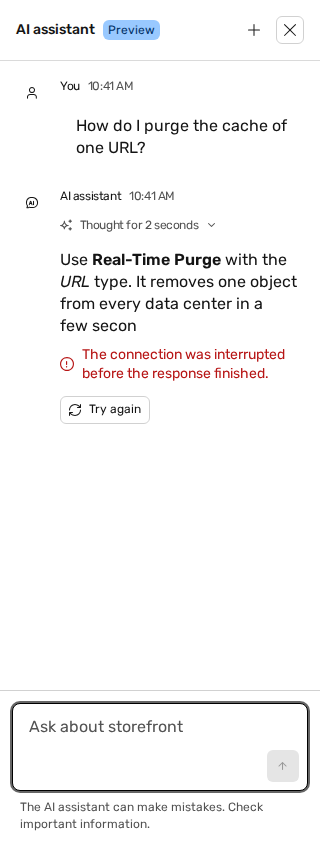 AI assistant Preview
You 10:41 AM
How do I purge the cache of
one URL?
AI
AI assistant 10:41 AM
Thought for 2 seconds
Use Real-Time Purge with the
URL type. It removes one object
from every data center in a
few secon
The connection was interrupted
before the response finished.
Try again
Ask about storefront
The AI assistant can make mistakes. Check
important information.